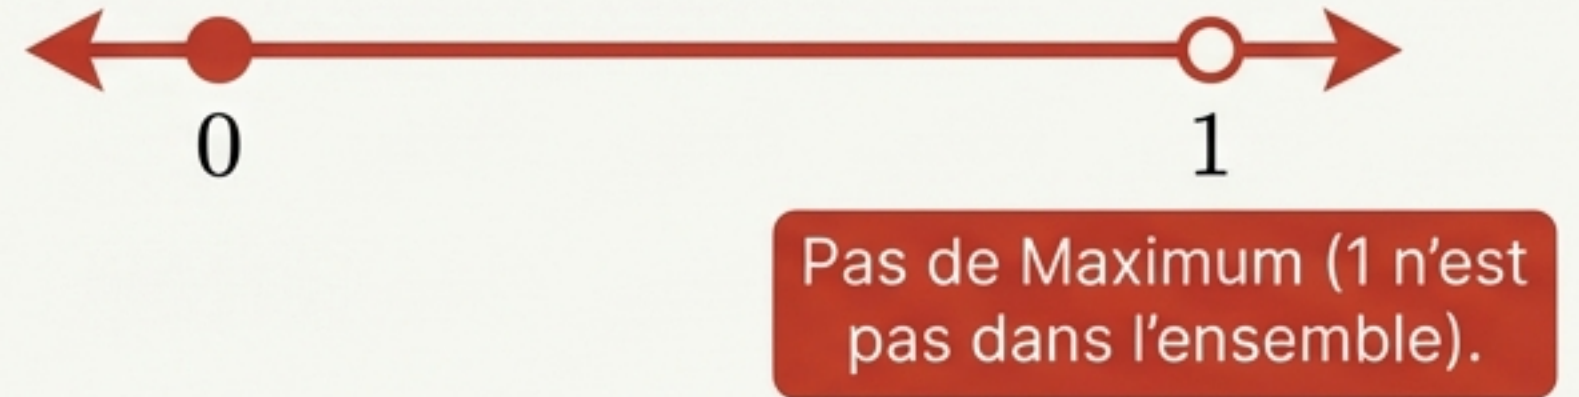 0 1
Pas de Maximum (1 n’est
pas dans l’ensemble).